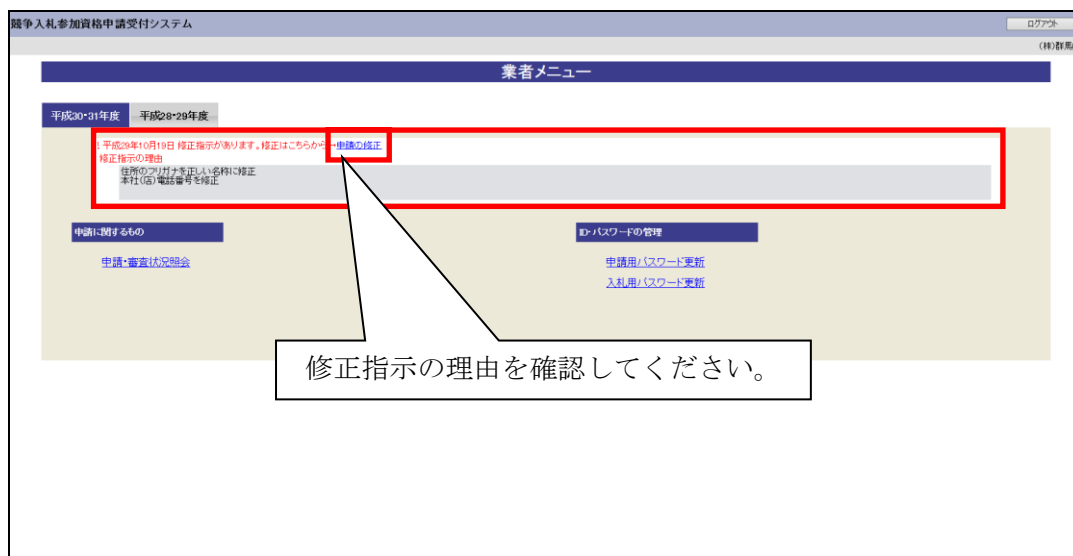 競争入札参加資格申請受付システム
ログアウト
(株)群馬
業者メニュー
平成30・31年度
平成28・29年度
! 平成29年10月19日 修正指示があります。修正はこちらから→申請の修正
修正指示の理由
住所のフリガナを正しい名称に修正
本社(店)電話番号を修正
申請に関するもの
ID・パスワードの管理
申請・審査状況照会
申請用パスワード更新
入札用パスワード更新
修正指示の理由を確認してください。